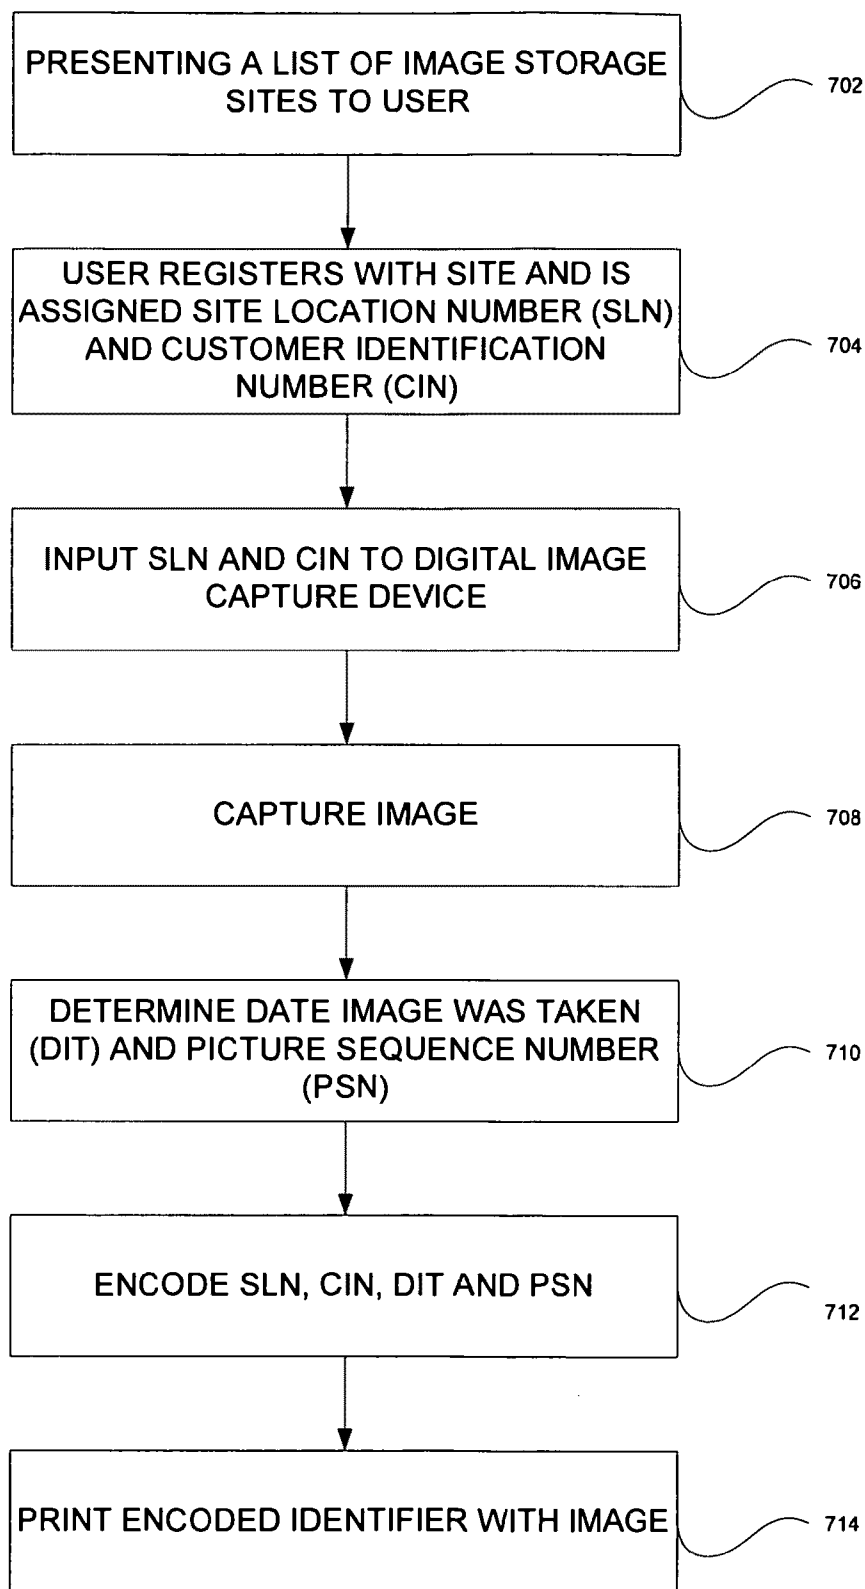 PRESENTING A LIST OF IMAGE STORAGE
SITES TO USER
702
USER REGISTERS WITH SITE AND IS
ASSIGNED SITE LOCATION NUMBER (SLN)
AND CUSTOMER IDENTIFICATION
NUMBER (CIN)
704
INPUT SLN AND CIN TO DIGITAL IMAGE
CAPTURE DEVICE
706
CAPTURE IMAGE
708
DETERMINE DATE IMAGE WAS TAKEN
(DIT) AND PICTURE SEQUENCE NUMBER
(PSN)
710
ENCODE SLN, CIN, DIT AND PSN
712
PRINT ENCODED IDENTIFIER WITH IMAGE
714